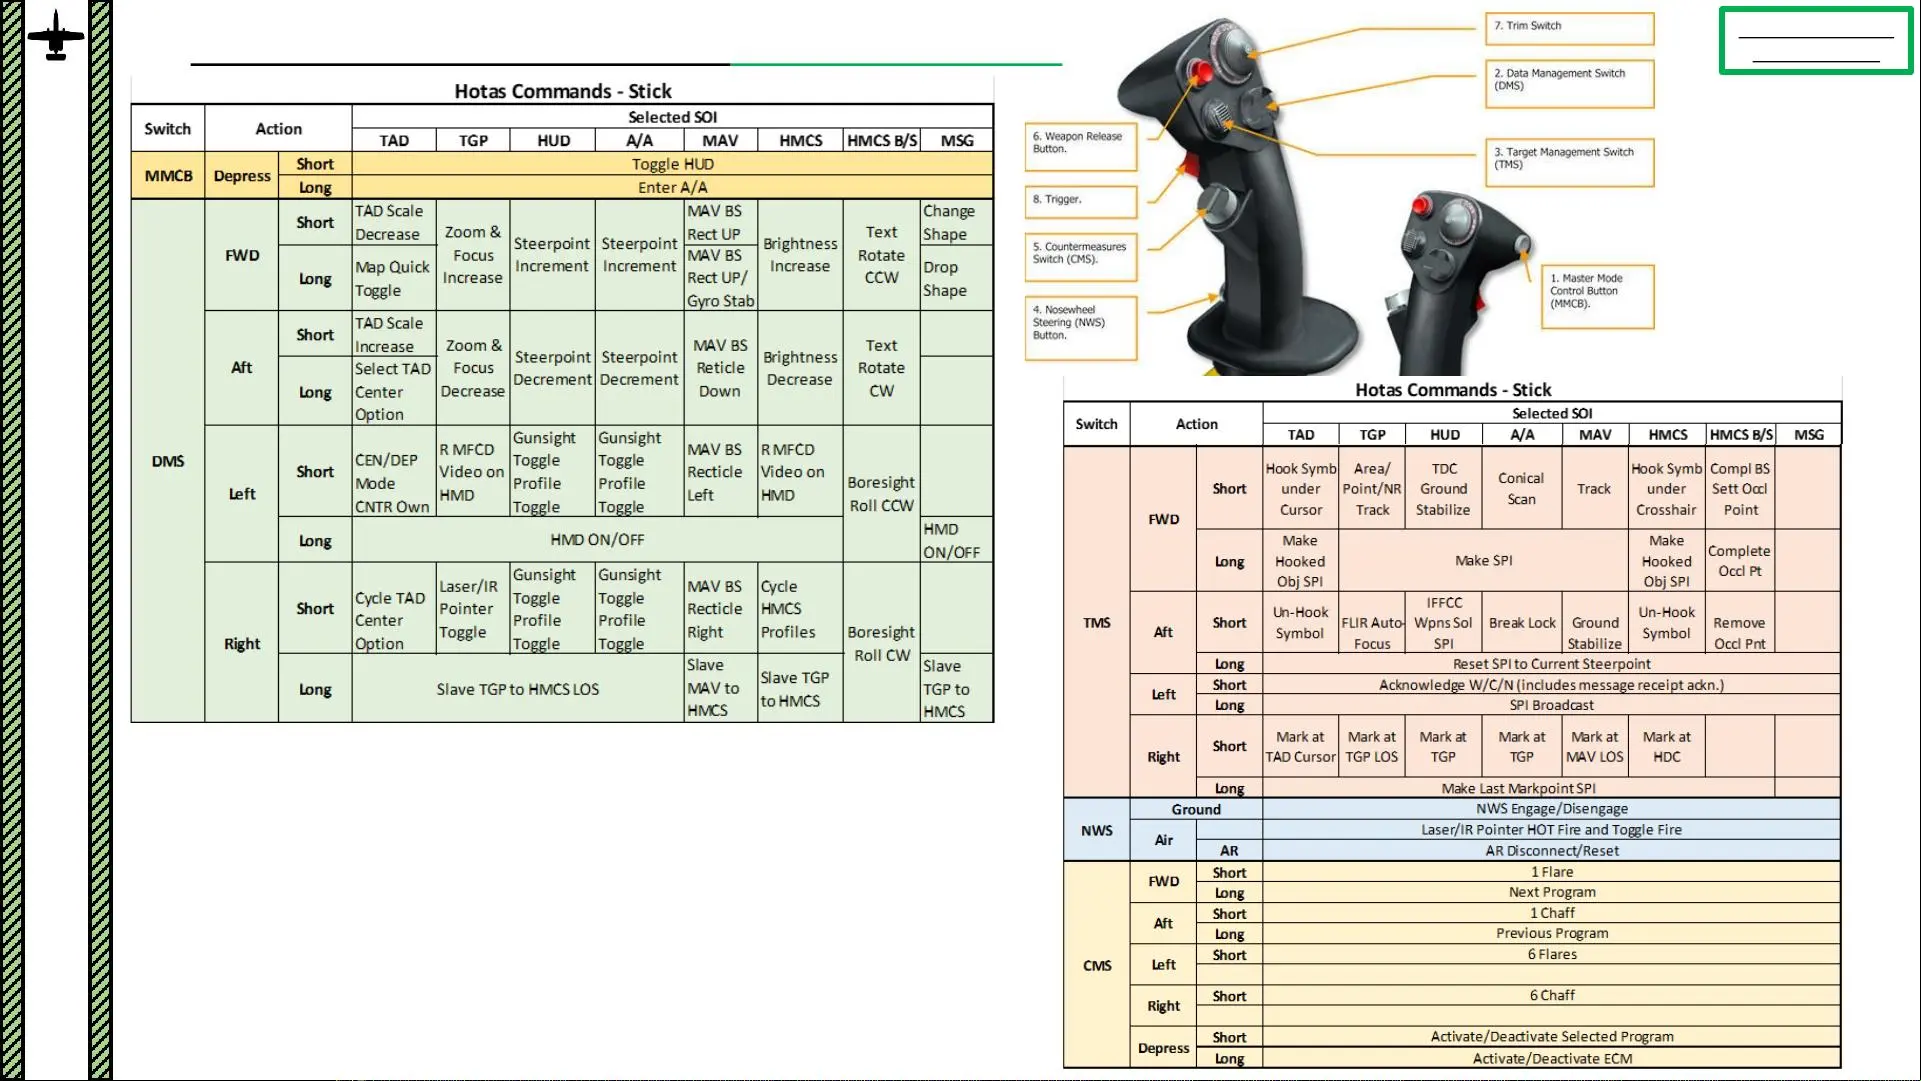 Hotas Commands - Stick
Switch Action Selected SOI
TAD TGP HUD A/A MAV HMCS HMCS B/S MSG
MMCB Depress Short Toggle HUD
Long Enter A/A
DMS
FWD
Short
TAD Scale
Decrease
Zoom &
Focus
Increase
Steerpoint
Increment
Steerpoint
Increment
MAV BS
Rect UP
Brightness
Increase
Text
Rotate
CCW
Change
Shape
Long
Map Quick
Toggle
MAV BS
Rect UP/
Gyro Stab
Drop
Shape
Aft
Short
TAD Scale
Increase
Zoom &
Focus
Decrease
Steerpoint
Decrement
Steerpoint
Decrement
MAV BS
Reticle
Down
Brightness
Decrease
Text
Rotate
CW
Long
Select TAD
Center
Option
Left
Short
CEN/DEP
Mode
CNTR Own
R MFCD
Video on
HMD
Gunsight
Toggle
Profile
Toggle
Gunsight
Toggle
Profile
Toggle
MAV BS
Recticle
Left
R MFCD
Video on
HMD
Boresight
Roll CCW
Long
HMD ON/OFF
HMD
ON/OFF
Right
Short
Cycle TAD
Center
Option
Laser/IR
Pointer
Toggle
Gunsight
Toggle
Profile
Toggle
Gunsight
Toggle
Profile
Toggle
MAV BS
Recticle
Right
Cycle
HMCS
Profiles
Boresight
Roll CW
Long
Slave TGP to HMCS LOS
Slave
MAV to
HMCS
Slave TGP
to HMCS
Slave
TGP to
HMCS
7. Trim Switch
2. Data Management Switch
(DMS)
6. Weapon Release
Button.
3. Target Management Switch
(TMS)
8. Trigger.
5. Countermeasures
Switch (CMS).
1. Master Mode
Control Button
(MMCB).
4. Nosewheel
Steering (NWS)
Button.
Hotas Commands - Stick
Switch Action Selected SOI
TAD TGP HUD A/A MAV HMCS HMCS B/S MSG
TMS
FWD
Short
Hook Symb
under
Cursor
Area/
Point/NR
Track
TDC
Ground
Stabilize
Conical
Scan
Track
Hook Symb
under
Crosshair
Compl BS
Sett Occl
Point
Long
Make
Hooked
Obj SPI
Make SPI
Make
Hooked
Obj SPI
Complete
Occl Pt
Aft
Short
Un-Hook
Symbol
FLIR Auto-
Focus
IFFCC
Wpns Sol
SPI
Break Lock
Ground
Stabilize
Un-Hook
Symbol
Remove
Occl Pnt
Long Reset SPI to Current Steerpoint
Left
Short Acknowledge W/C/N (includes message receipt ackn.)
Long SPI Broadcast
Right
Short
Mark at
TAD Cursor
Mark at
TGP LOS
Mark at
TGP
Mark at
TGP
Mark at
MAV LOS
Mark at
HDC
Long Make Last Markpoint SPI
NWS
Ground NWS Engage/Disengage
Air Laser/IR Pointer HOT Fire and Toggle Fire
AR AR Disconnect/Reset
CMS
FWD
Short 1 Flare
Long Next Program
Aft
Short 1 Chaff
Long Previous Program
Left
Short 6 Flares
Right
Short 6 Chaff
Depress
Short Activate/Deactivate Selected Program
Long Activate/Deactivate ECM